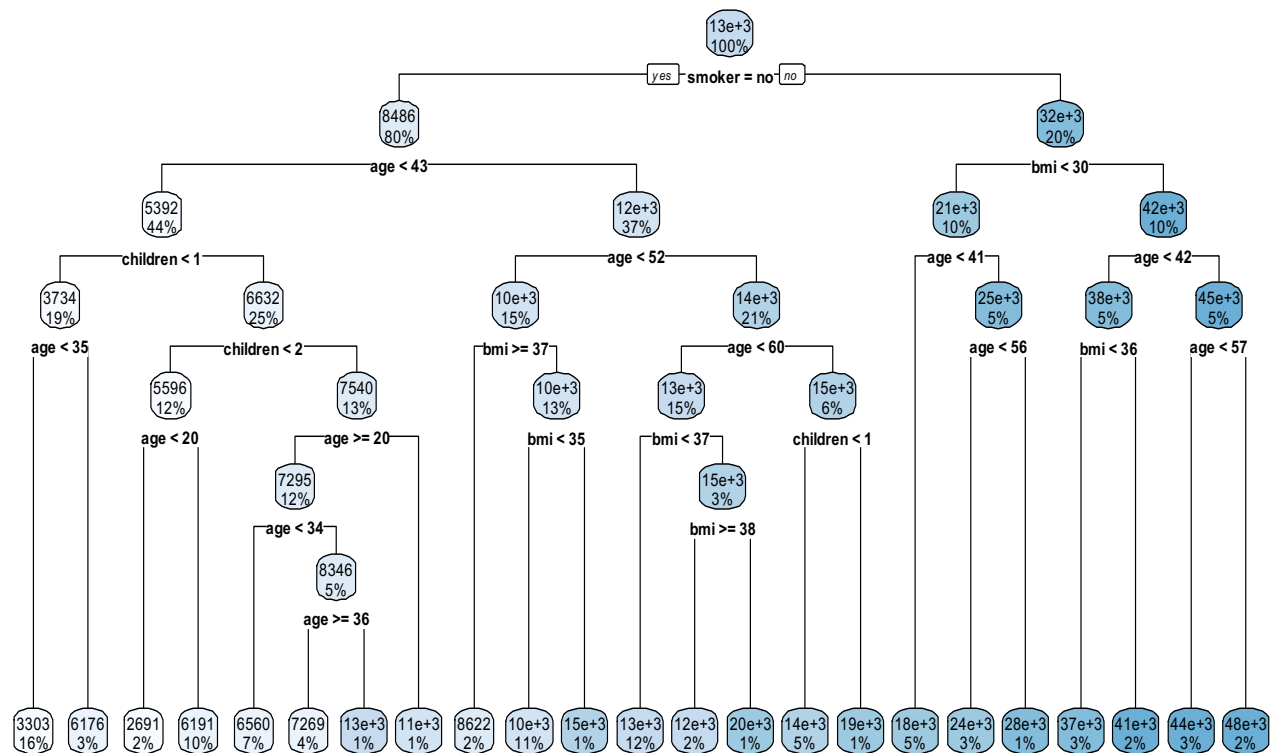 13e+3
100%
yes smoker = no no
8486
80%
32e+3
20%
age < 43
bmi < 30
5392
44%
12e+3
37%
21e+3
10%
42e+3
10%
children < 1
age < 52
age < 41
age < 42
3734
19%
6632
25%
10e+3
15%
14e+3
21%
25e+3
5%
38e+3
5%
45e+3
5%
age < 35
children < 2
bmi >= 37
age < 60
age < 56
bmi < 36
age < 57
5596
12%
7540
13%
10e+3
13%
13e+3
15%
15e+3
6%
age < 20
age >= 20
bmi < 35
bmi < 37
children < 1
7295
12%
15e+3
3%
age < 34
bmi >= 38
8346
5%
age >= 36
3303
16%
6176
3%
2691
2%
6191
10%
6560
7%
7269
4%
13e+3
1%
11e+3
1%
8622
2%
10e+3
11%
15e+3
1%
13e+3
12%
12e+3
2%
20e+3
1%
14e+3
5%
19e+3
1%
18e+3
5%
24e+3
3%
28e+3
1%
37e+3
3%
41e+3
2%
44e+3
3%
48e+3
2%